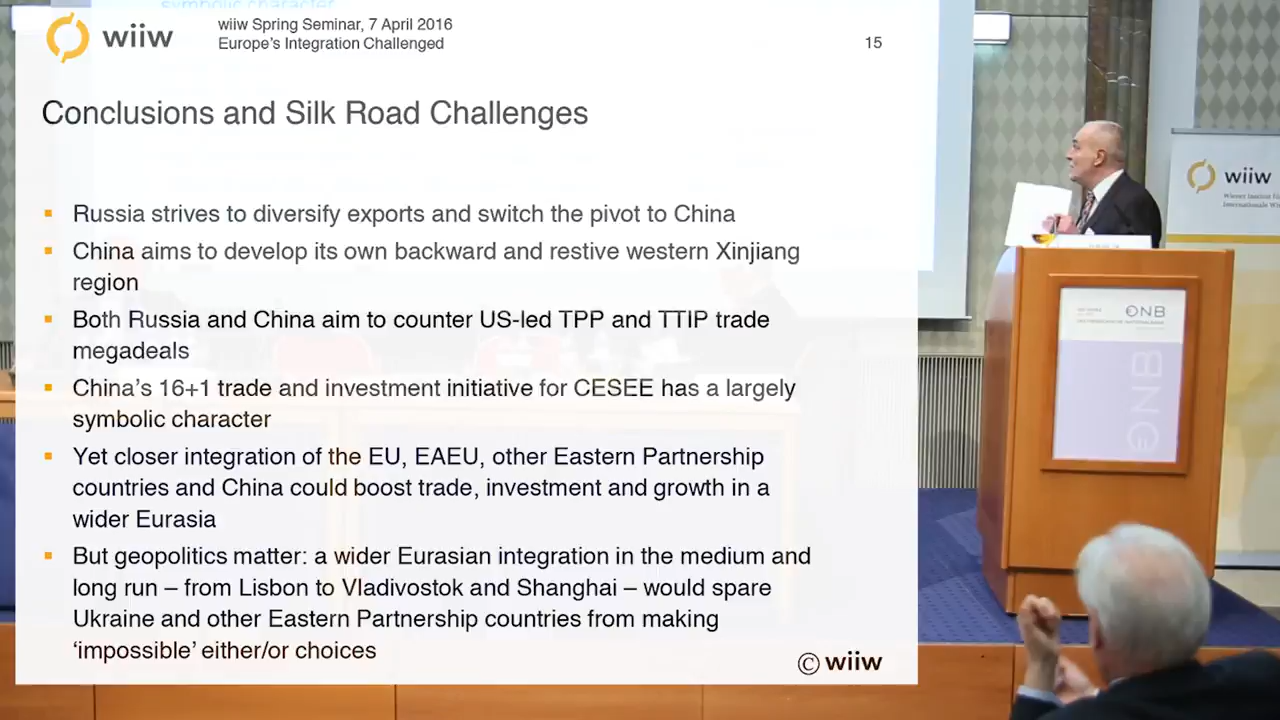 symbolic character
wiiw
wiiw Spring Seminar, 7 April 2016
Europe's Integration Challenged
15
Conclusions and Silk Road Challenges
▪ Russia strives to diversify exports and switch the pivot to China
▪ China aims to develop its own backward and restive western Xinjiang
region
▪ Both Russia and China aim to counter US-led TPP and TTIP trade
megadeals
▪ China's 16+1 trade and investment initiative for CESEE has a largely
symbolic character
▪ Yet closer integration of the EU, EAEU, other Eastern Partnership
countries and China could boost trade, investment and growth in a
wider Eurasia
▪ But geopolitics matter: a wider Eurasian integration in the medium and
long run – from Lisbon to Vladivostok and Shanghai – would spare
Ukraine and other Eastern Partnership countries from making
'impossible' either/or choices
© wiiw
wiiw
Wiener Institut
ONB
ONB